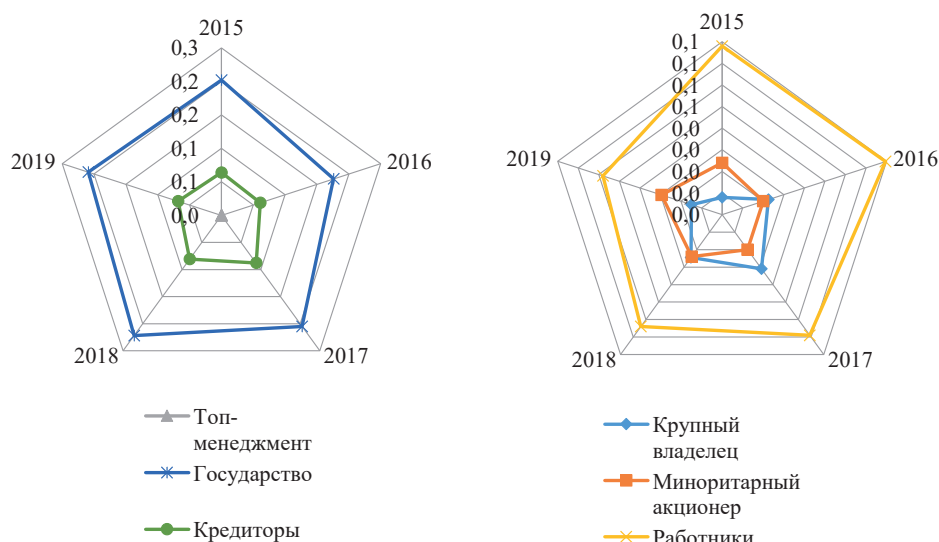 2015
0,3
0,2
0,2
0,1
0,1
0,0
2016
2017
2018
2019
Топ-
менеджмент
Государство
Кредиторы
2015
0,1
0,1
0,1
0,1
0,0
0,0
0,0
0,0
0,0
2016
2017
2018
2019
Крупный
владелец
Миноритарный
акционер
Работники